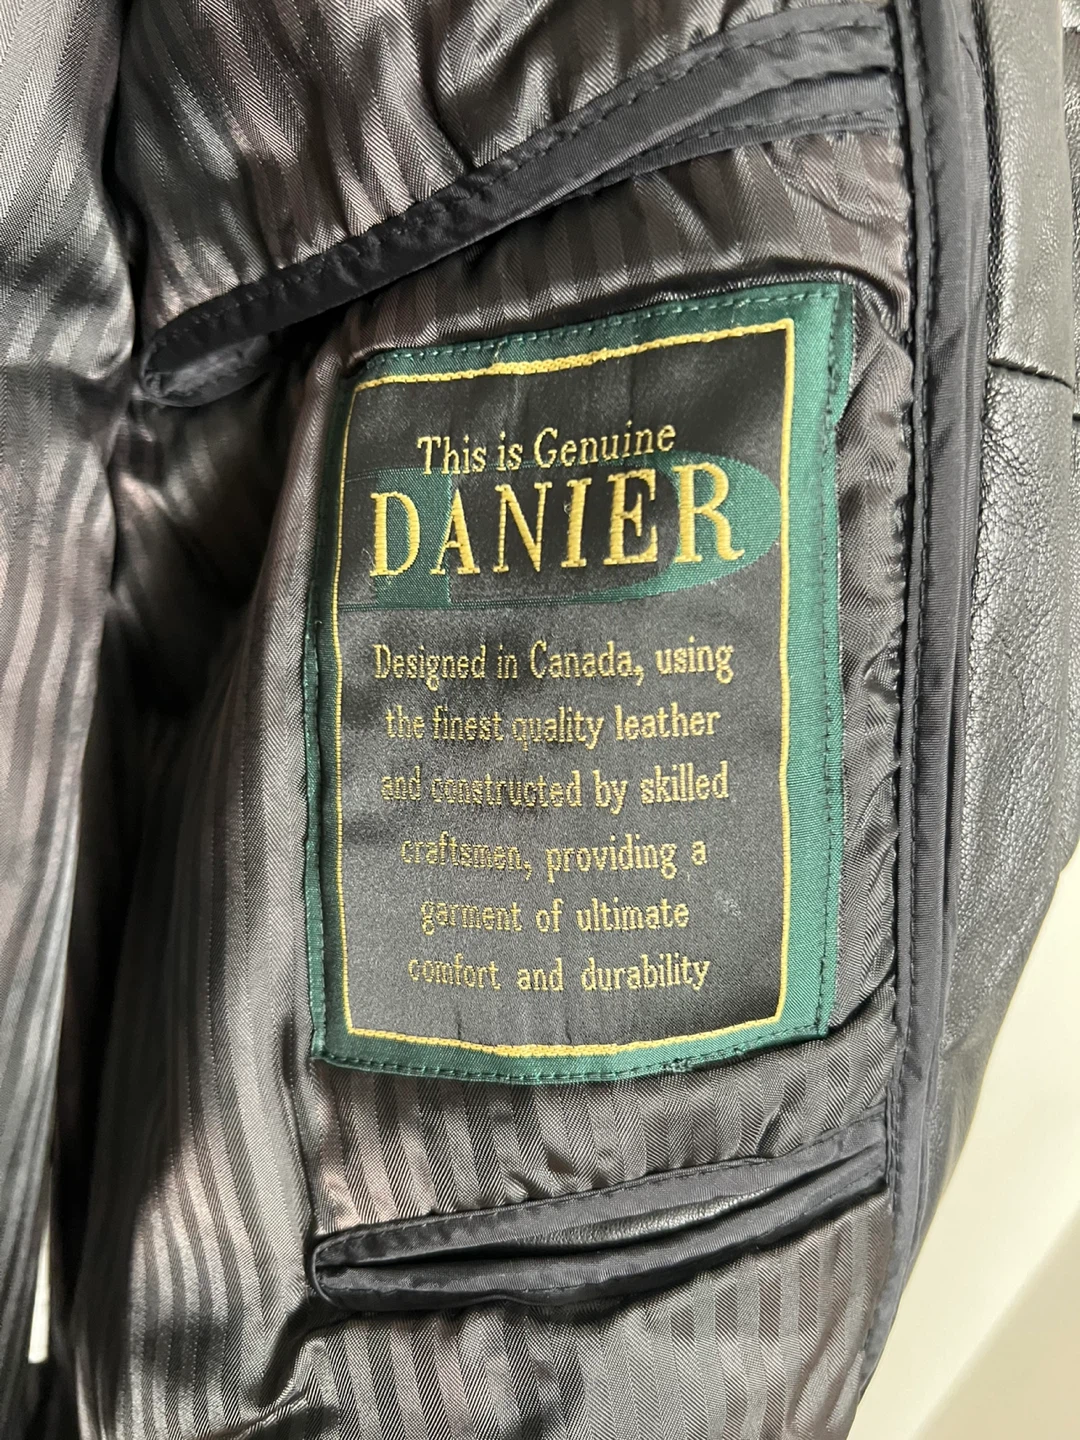 This is Genuine
DANIER
Designed in Canada, using
the finest quality leather
and constructed by skilled
craftsmen, providing a
garment of ultimate
comfort and durability